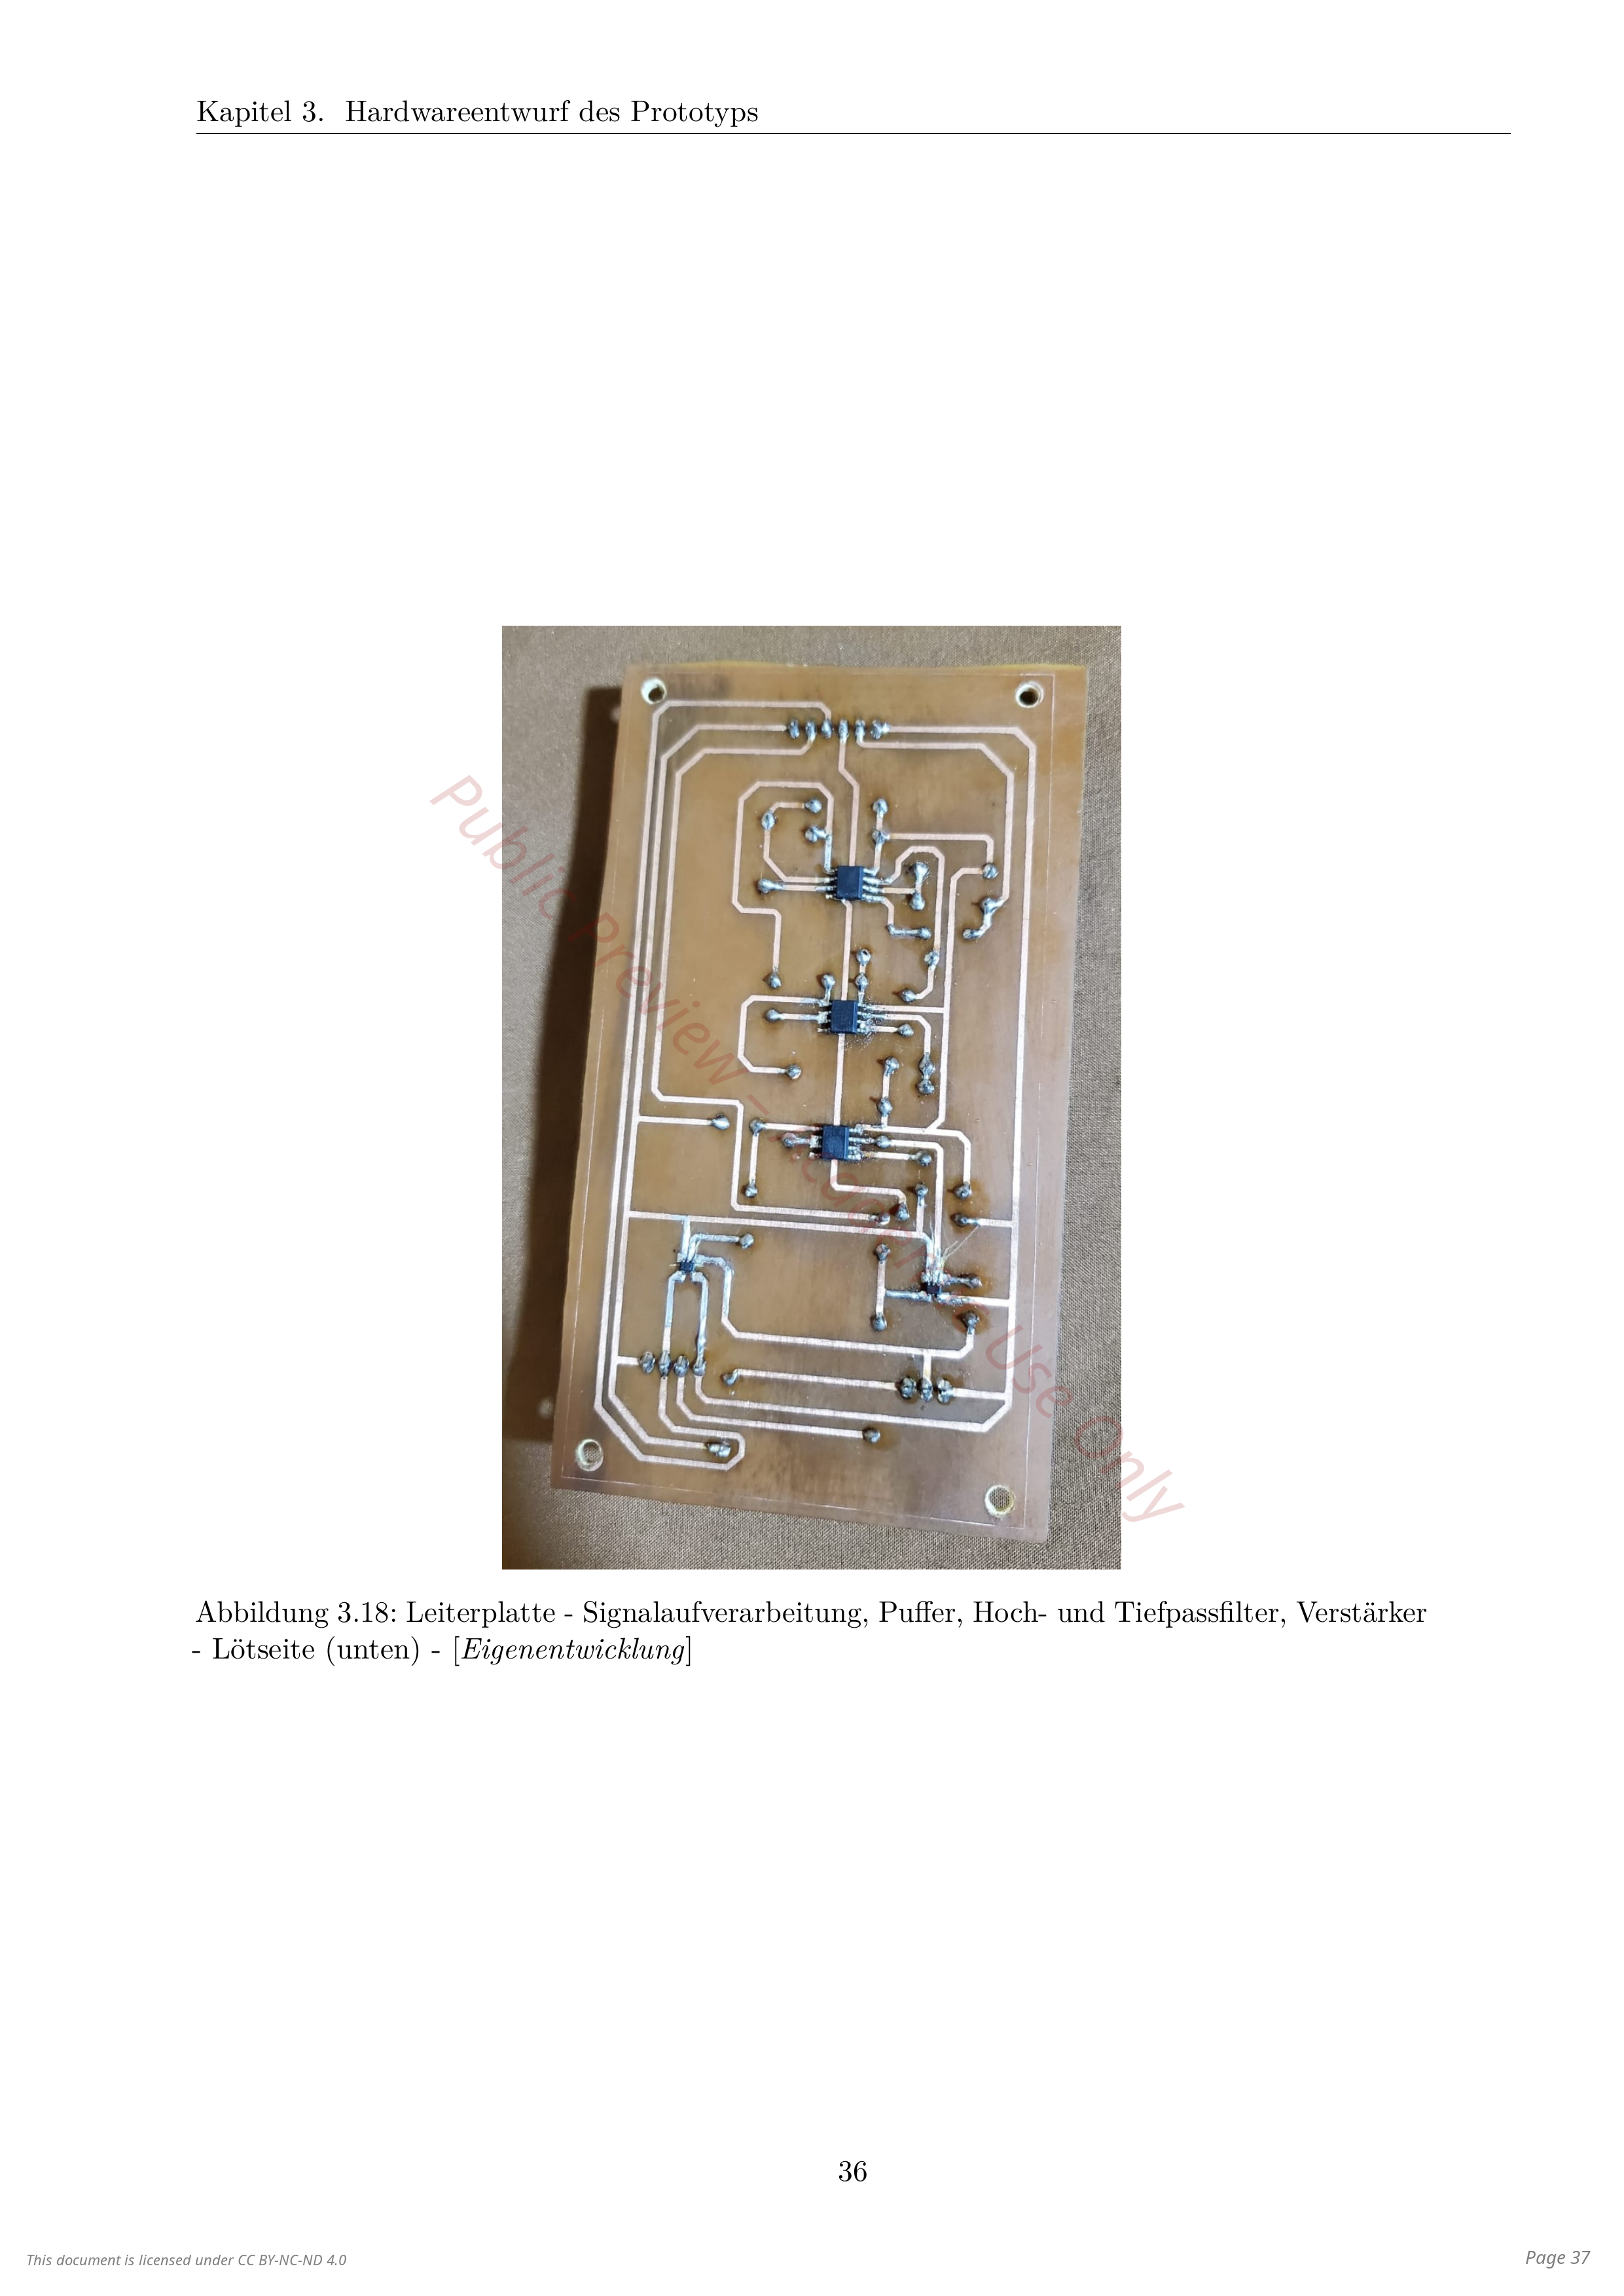 Kapitel 3. Hardwareentwurf des Prototyps
Abbildung 3.18: Leiterplatte - Signalaufverarbeitung, Puffer, Hoch- und Tiefpassfilter, Verstärker
- Lötseite (unten) - [Eigenentwicklung]
36
This document is licensed under CC BY-NC-ND 4.0
Page 37
Public Preview – Use Only